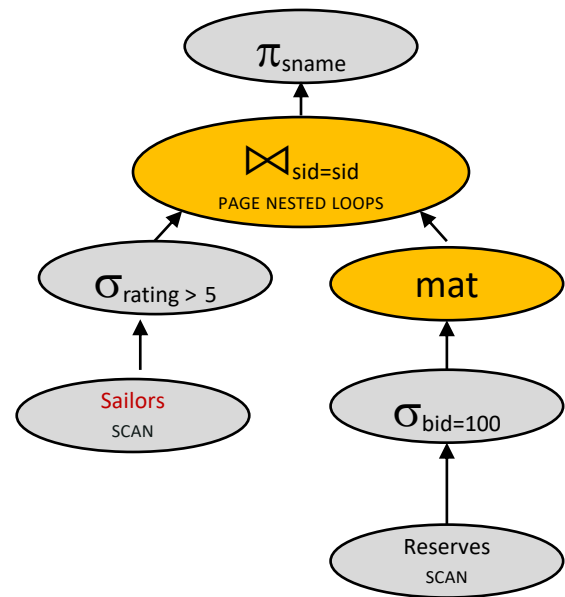 πsname
⋈sid=sid
PAGE NESTED LOOPS
σrating > 5
mat
Sailors
SCAN
σbid=100
Reserves
SCAN